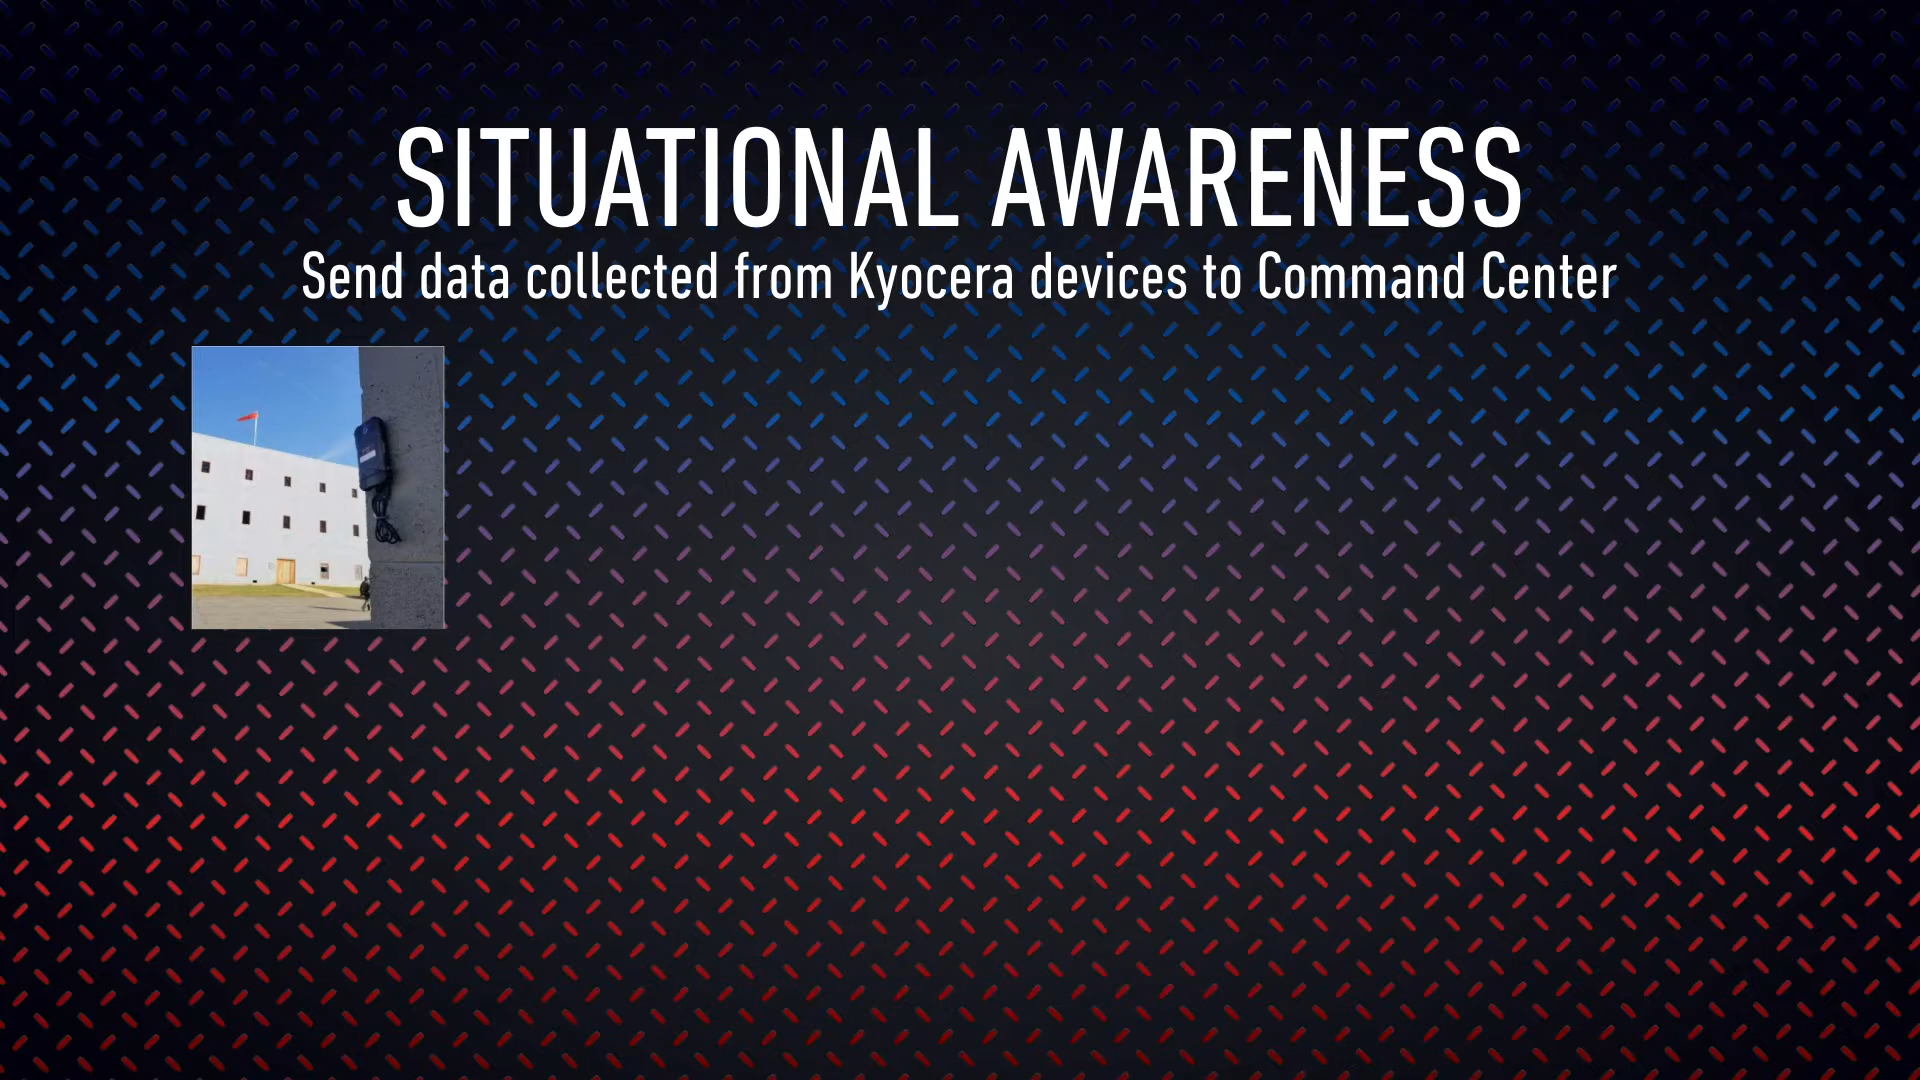 SITUATIONAL AWARENESS
Send data collected from Kyocera devices to Command Center